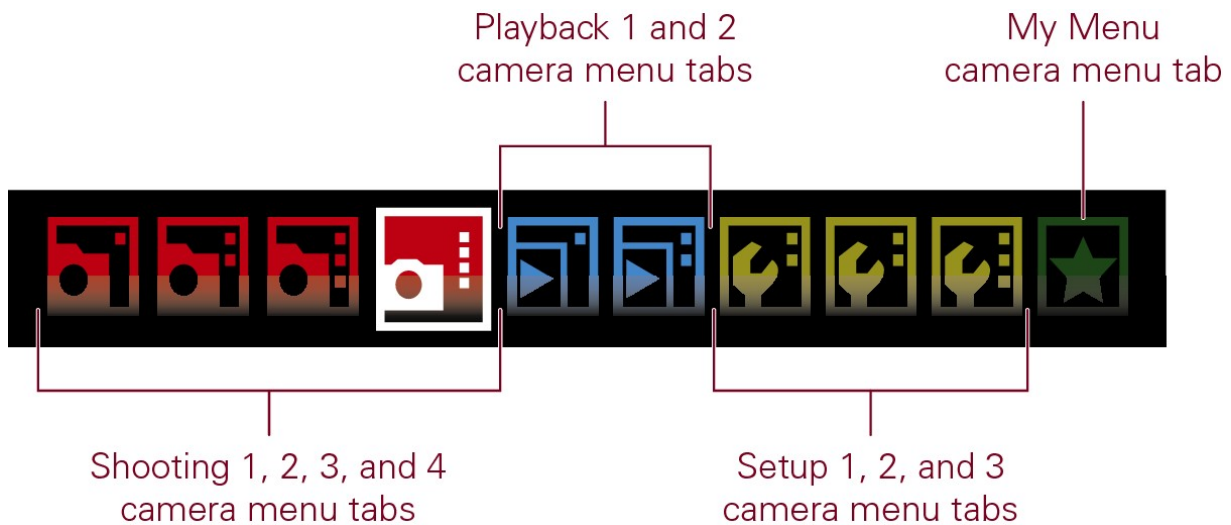 Playback 1 and 2
camera menu tabs
My Menu
camera menu tab
Shooting 1, 2, 3, and 4
camera menu tabs
Setup 1, 2, and 3
camera menu tabs